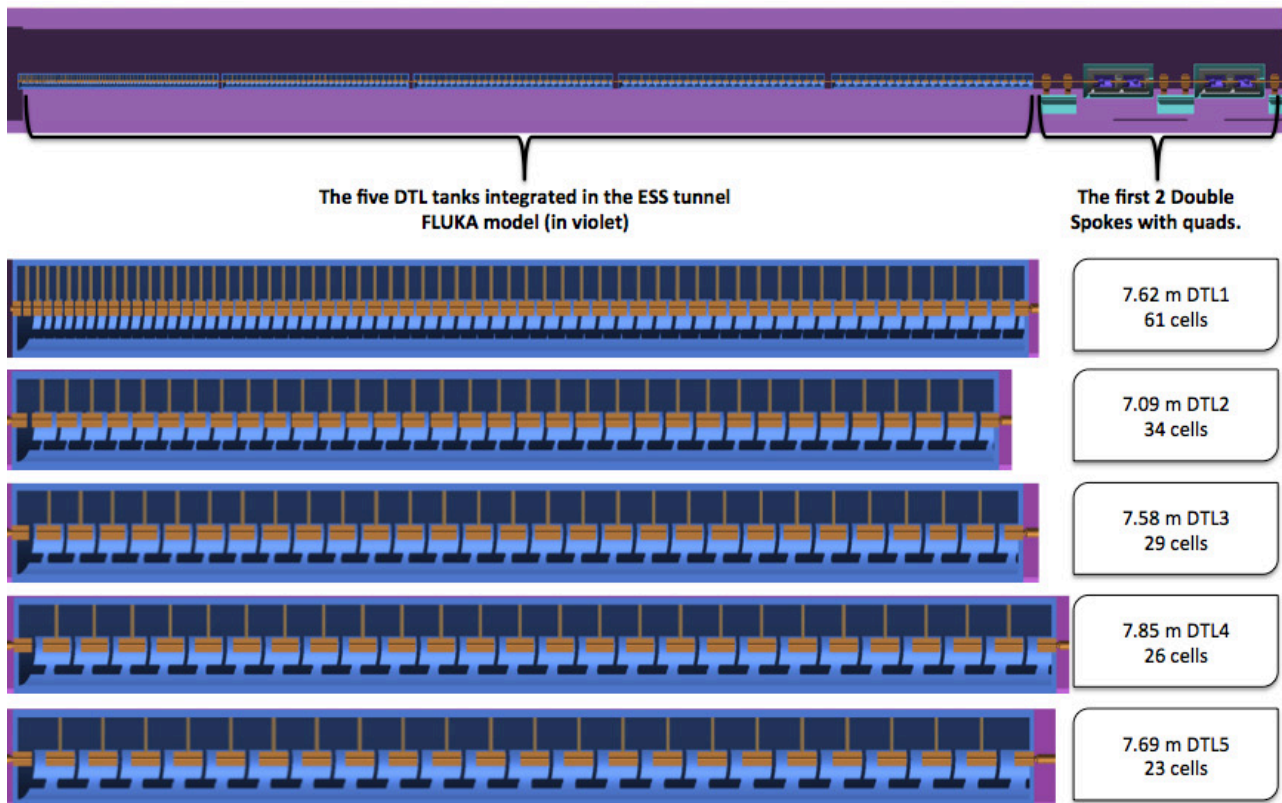 The five DTL tanks integrated in the ESS tunnel
FLUKA model (in violet)
The first 2 Double
Spokes with quads.
7.62 m DTL1
61 cells
7.09 m DTL2
34 cells
7.58 m DTL3
29 cells
7.85 m DTL4
26 cells
7.69 m DTL5
23 cells